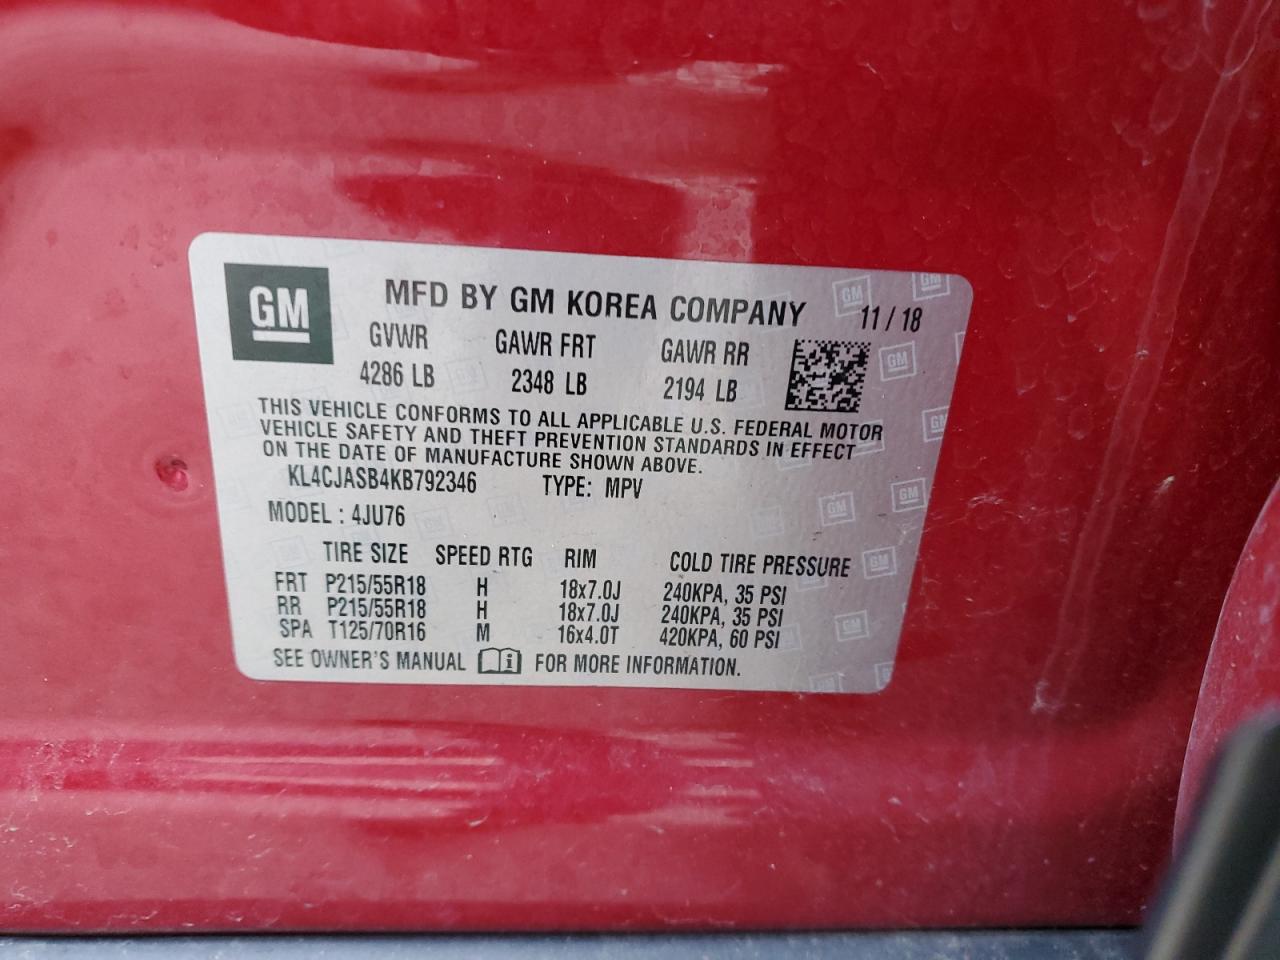 GM
MFD BY GM KOREA COMPANY 11 / 18
GVWR GAWR FRT GAWR RR
4286 LB 2348 LB 2194 LB
THIS VEHICLE CONFORMS TO ALL APPLICABLE U.S. FEDERAL MOTOR
VEHICLE SAFETY AND THEFT PREVENTION STANDARDS IN EFFECT
ON THE DATE OF MANUFACTURE SHOWN ABOVE.
KL4CJASB4KB792346 TYPE: MPV
MODEL : 4JU76
TIRE SIZE SPEED RTG RIM COLD TIRE PRESSURE
FRT P215/55R18 H 18x7.0J 240KPA, 35 PSI
RR P215/55R18 H 18x7.0J 240KPA, 35 PSI
SPA T125/70R16 M 16x4.0T 420KPA, 60 PSI
SEE OWNER'S MANUAL i FOR MORE INFORMATION.